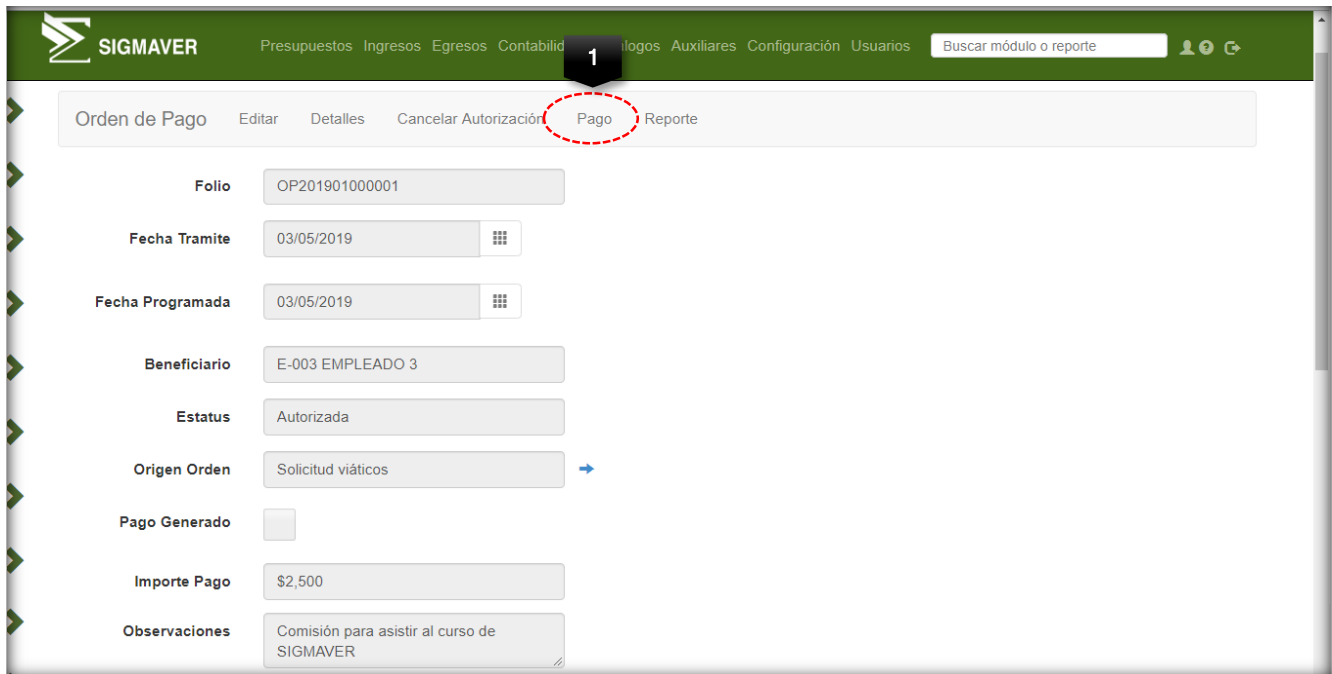 SIGMAVER
Presupuestos Ingresos Egresos Contabilid logos Auxiliares Configuración Usuarios Buscar módulo o reporte
1
Orden de Pago Editar Detalles Cancelar Autorización Pago Reporte
Folio OP201901000001
Fecha Tramite 03/05/2019
Fecha Programada 03/05/2019
Beneficiario E-003 EMPLEADO 3
Estatus Autorizada
Origen Orden Solicitud viáticos
Pago Generado
Importe Pago $2,500
Observaciones Comisión para asistir al curso de
SIGMAVER